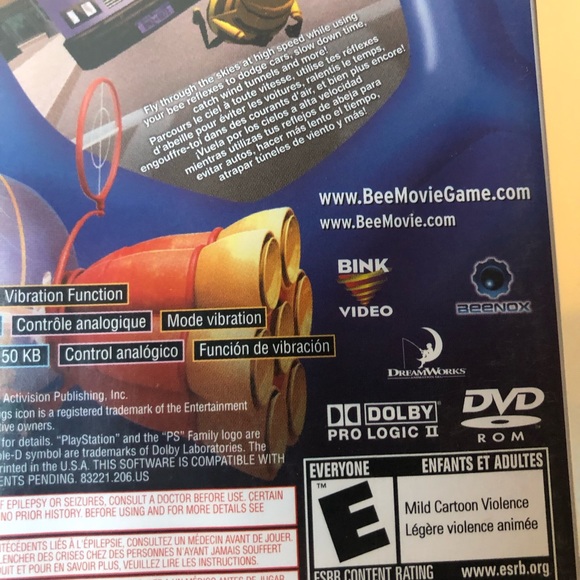 Fly through the skies at high speed while using
your bee reflexes to dodge cars, slow down time,
catch wind tunnels and more!
Parcours le ciel à toute vitesse, utilise tes réflexes
d'abeille pour éviter les voitures, ralentis le temps,
engouffre-toi dans des courants d'air, et bien plus encore!
¡Vuela por los cielos a alta velocidad
mientras utilizas tus reflejos de abeja para
evitar autos, hacer más lento el tiempo,
atrapar túneles de viento y más!
www.BeeMovieGame.com
www.BeeMovie.com
BINK
VIDEO
BEENOX
Vibration Function
Contrôle analogique Mode vibration
50 KB Control analógico Función de vibración
DREAMWORKS
Activision Publishing, Inc.
ngs icon is a registered trademark of the Entertainment
tive owners.
for details. "PlayStation" and the "PS" Family logo are
le-D symbol are trademarks of Dolby Laboratories. The
rinted in the U.S.A. THIS SOFTWARE IS COMPATIBLE WITH
ENTS PENDING. 83221.206.US
DOLBY
PRO LOGIC II
DVD
ROM
F EPILEPSY OR SEIZURES, CONSULT A DOCTOR BEFORE USE. CERTAIN
NO PRIOR HISTORY. BEFORE USING AND FOR MORE DETAILS SEE
NTÉCÉDENTS LIÉS À L'ÉPILEPSIE, CONSULTEZ UN MÉDECIN AVANT DE JOUER.
LENCHER DES CRISES CHEZ DES PERSONNES N'AYANT JAMAIS SOUFFERT
UIT ET POUR EN SAVOIR PLUS, VEUILLEZ LIRE LES INSTRUCTIONS.
EVERYONE ENFANTS ET ADULTES
E
Mild Cartoon Violence
Légère violence animée
ESRB CONTENT RATING www.esrb.org